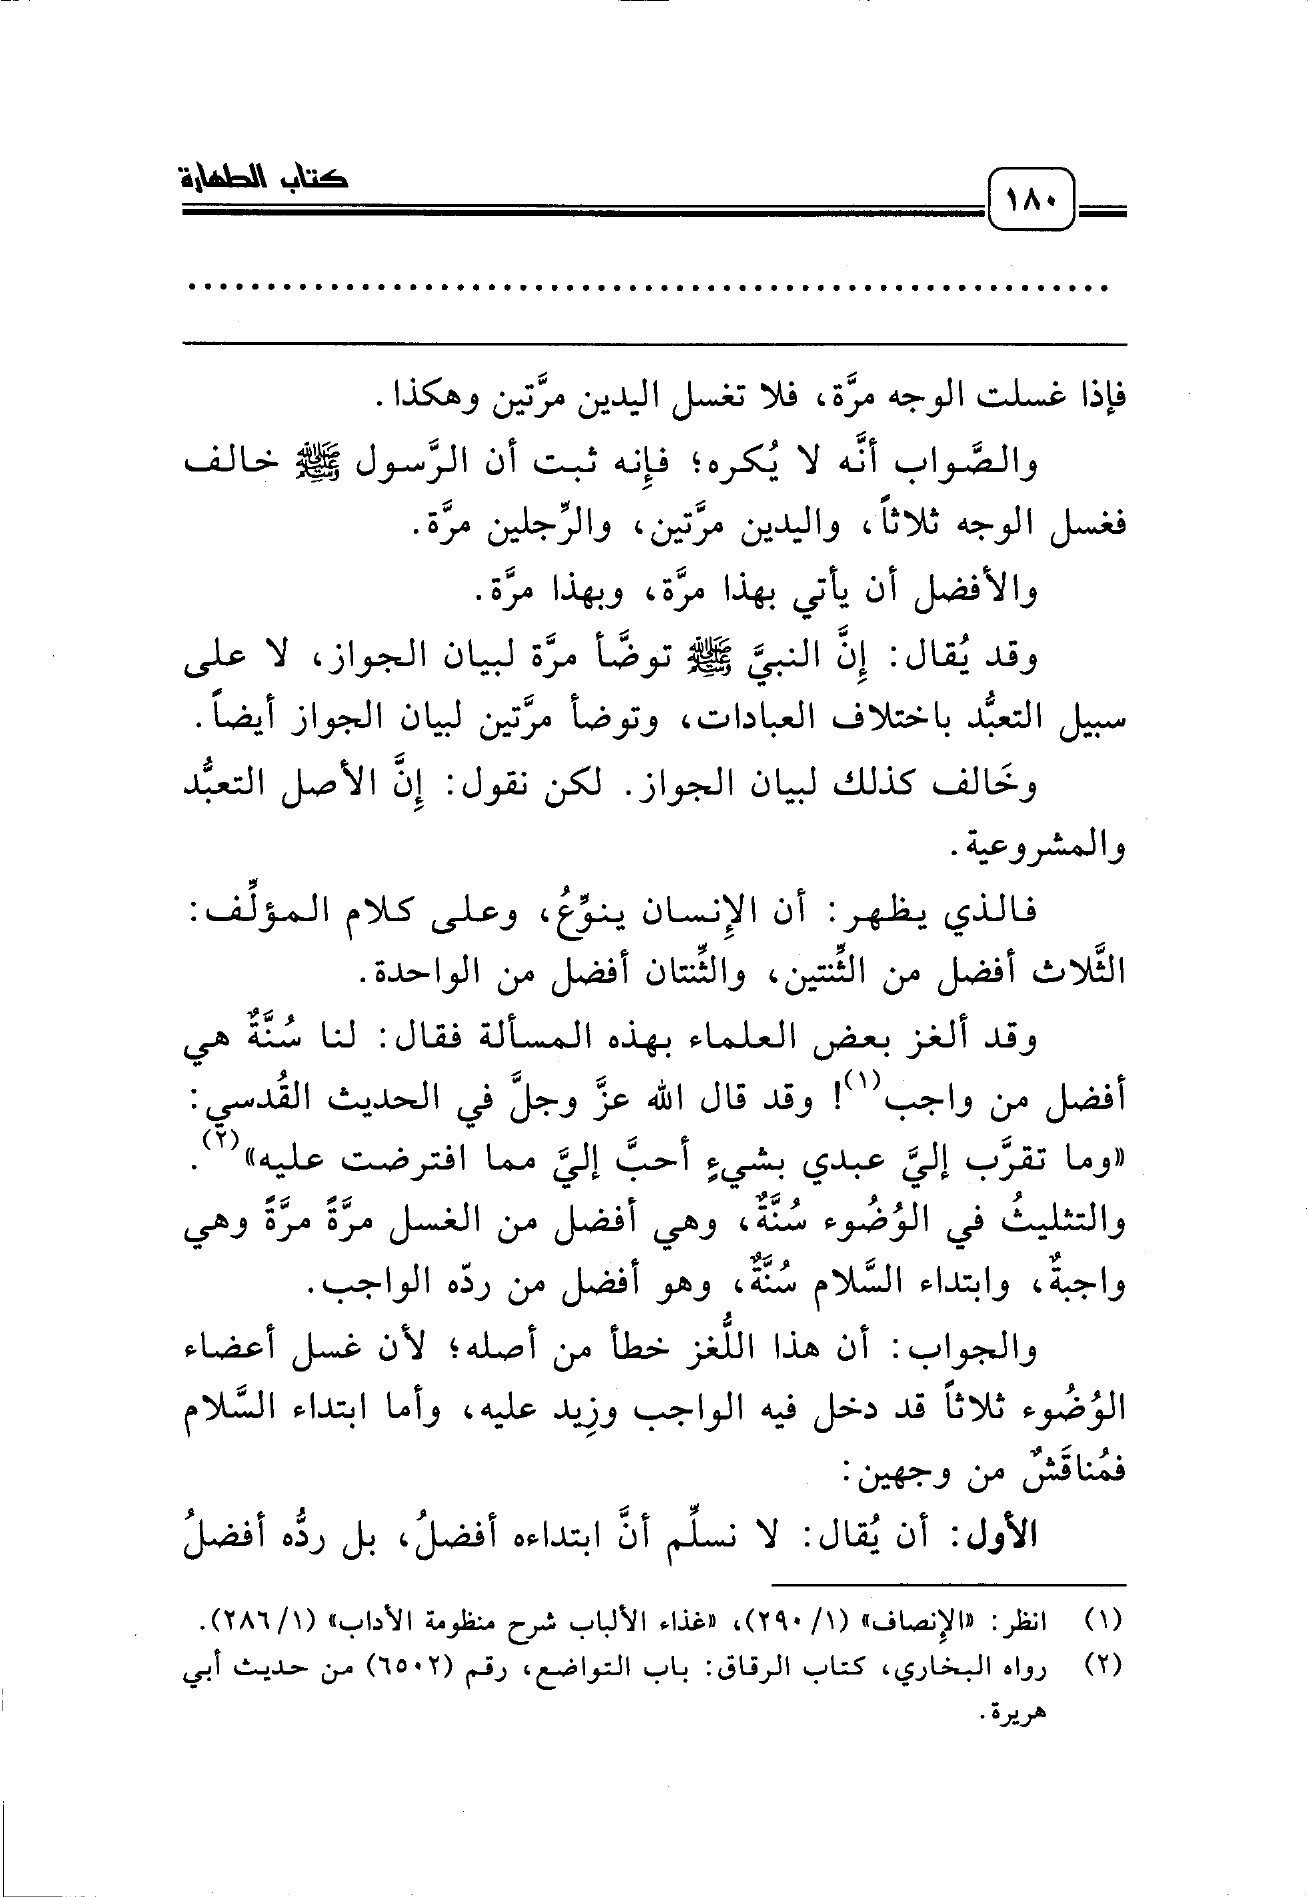 كتاب الطهارة
١٨٠
................................................................
فإذا غسلت الوجه مرَّة، فلا تغسل اليدين مرَّتين وهكذا.
والصَّواب أنَّه لا يُكره؛ فإِنه ثبت أن الرَّسول ﷺ خالف
فغسل الوجه ثلاثاً، واليدين مرَّتين، والرِّجلين مرَّة.
والأفضل أن يأتي بهذا مرَّة، وبهذا مرَّة.
وقد يُقال: إِنَّ النبيَّ ﷺ توضَّأ مرَّة لبيان الجواز، لا على
سبيل التعبُّد باختلاف العبادات، وتوضأ مرَّتين لبيان الجواز أيضاً.
وخَالف كذلك لبيان الجواز. لكن نقول: إِنَّ الأصل التعبُّد
والمشروعية.
فالذي يظهر: أن الإِنسان ينوِّعُ، وعلى كلام المؤلِّف:
الثَّلاث أفضل من الثِّنتين، والثِّنتان أفضل من الواحدة.
وقد ألغز بعض العلماء بهذه المسألة فقال: لنا سُنَّةٌ هي
أفضل من واجب(١)! وقد قال الله عزَّ وجلَّ في الحديث القُدسي:
«وما تقرَّب إليَّ عبدي بشيءٍ أحبَّ إليَّ مما افترضت عليه»(٢).
والتثليثُ في الوُضُوء سُنَّةٌ، وهي أفضل من الغسل مرَّةً مرَّةً وهي
واجبةٌ، وابتداء السَّلام سُنَّةٌ، وهو أفضل من ردّه الواجب.
والجواب: أن هذا اللُّغز خطأ من أصله؛ لأن غسل أعضاء
الوُضُوء ثلاثاً قد دخل فيه الواجب وزِيد عليه، وأما ابتداء السَّلام
فمُناقَشٌ من وجهين:
الأول: أن يُقال: لا نسلِّم أنَّ ابتداءه أفضلُ، بل ردُّه أفضلُ
(١) انظر: «الإِنصاف» (١/ ٢٩٠)، «غذاء الألباب شرح منظومة الأداب» (١/ ٢٨٦).
(٢) رواه البخاري، كتاب الرقاق: باب التواضع، رقم (٦٥٠٢) من حديث أبي
هريرة.